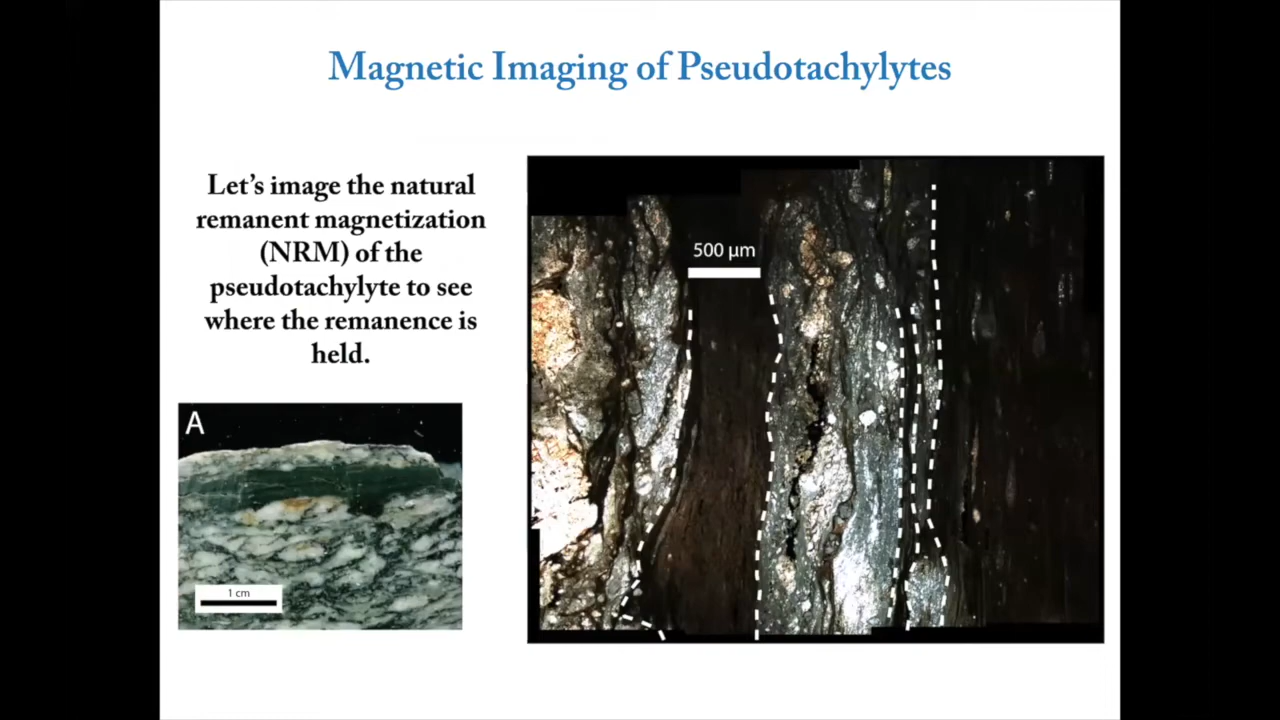 Magnetic Imaging of Pseudotachylytes
Let’s image the natural
remanent magnetization
(NRM) of the
pseudotachylyte to see
where the remanence is
held.
500 µm
A
1 cm